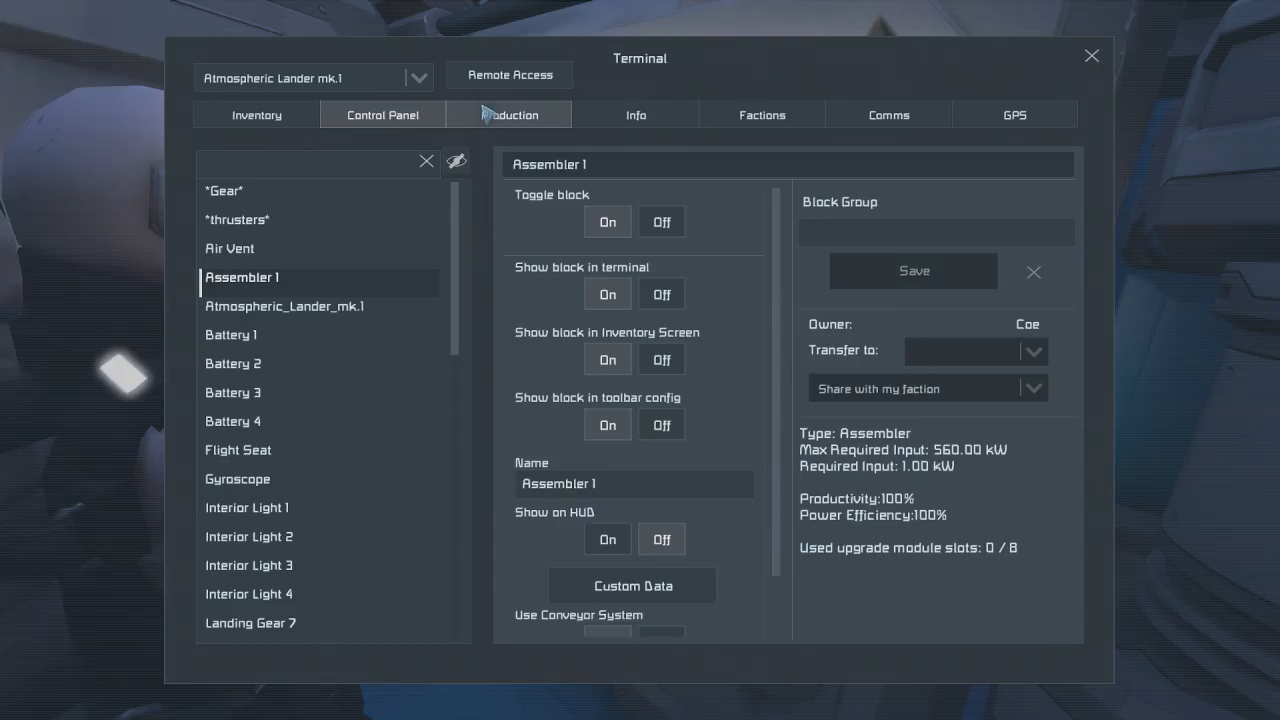 Terminal
Atmospheric Lander mk.1
Remote Access
Inventory
Control Panel
Production
Info
Factions
Comms
GPS
*Gear*
*thrusters*
Air Vent
Assembler 1
Atmospheric_Lander_mk.1
Battery 1
Battery 2
Battery 3
Battery 4
Flight Seat
Gyroscope
Interior Light 1
Interior Light 2
Interior Light 3
Interior Light 4
Landing Gear 7
Assembler 1
Toggle block
On Off
Show block in terminal
On Off
Show block in Inventory Screen
On Off
Show block in toolbar config
On Off
Name
Assembler 1
Show on HUD
On Off
Custom Data
Use Conveyor System
Block Group
Save
Owner: Coe
Transfer to:
Share with my faction
Type: Assembler
Max Required Input: 560.00 kW
Required Input: 1.00 kW
Productivity:100%
Power Efficiency:100%
Used upgrade module slots: 0 / 8